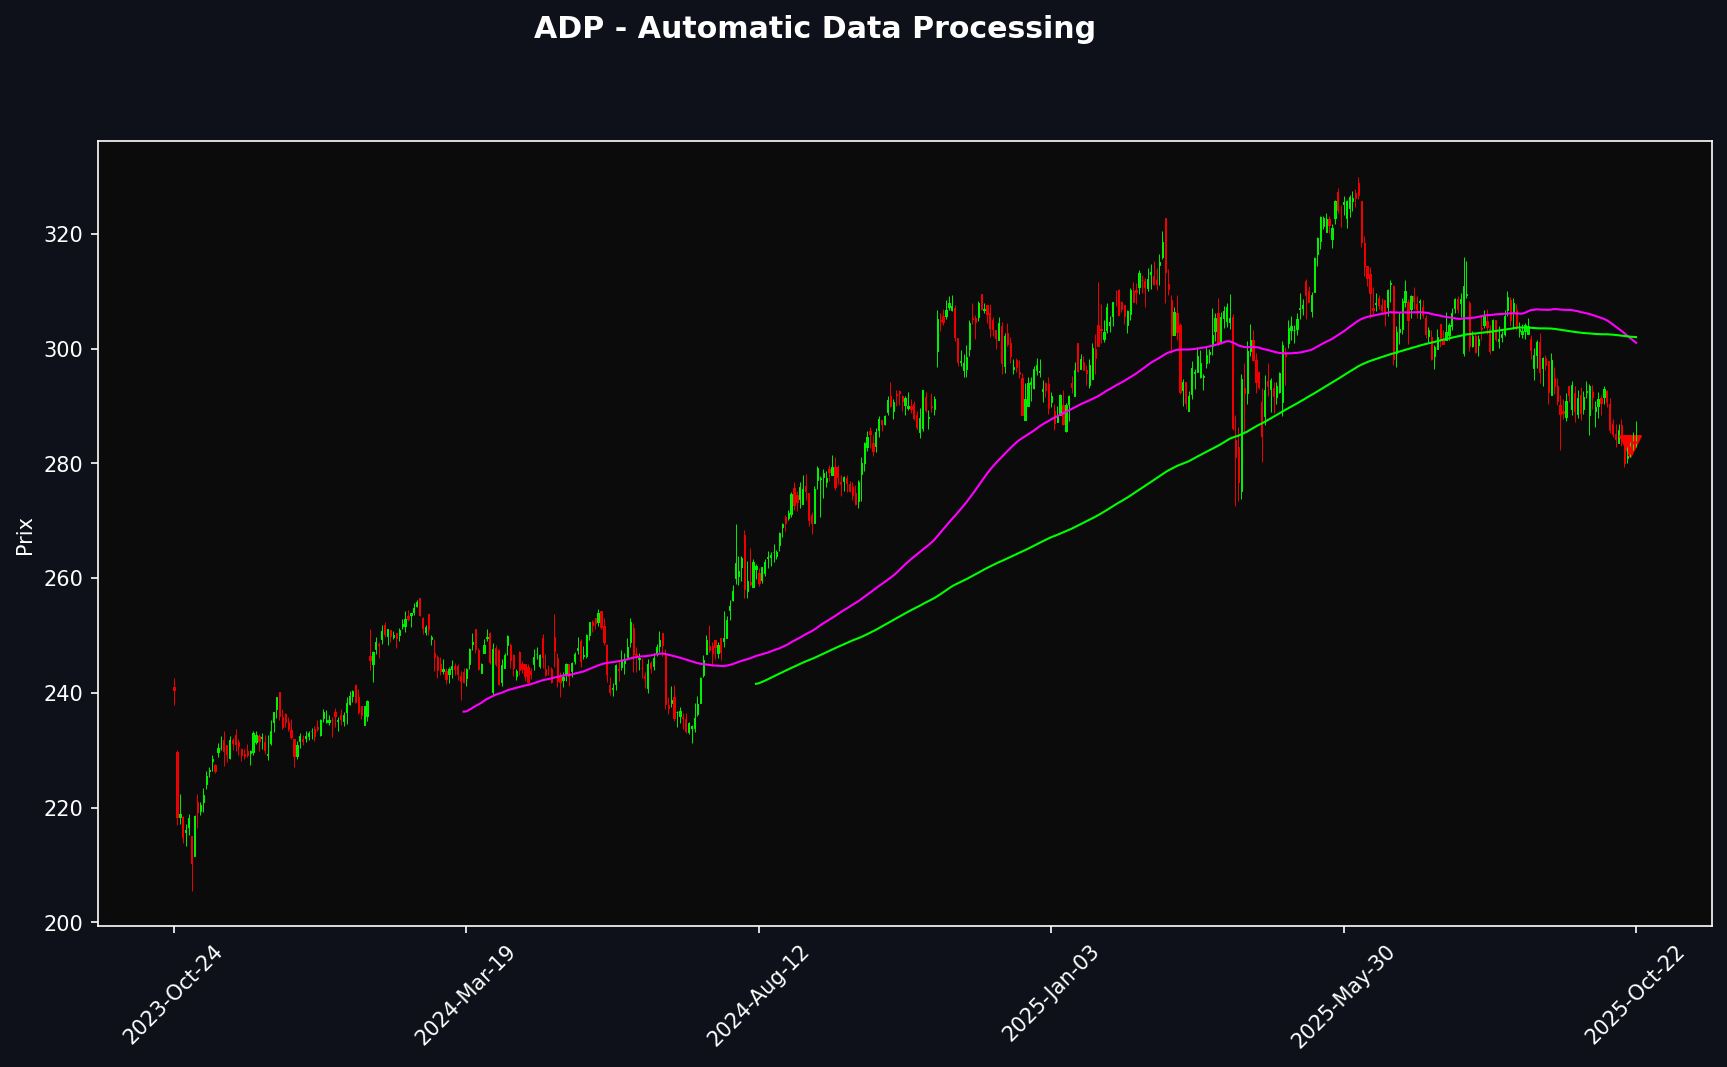 ADP - Automatic Data Processing
Prix
320
300
280
260
240
220
200
2023-Oct-24
2024-Mar-19
2024-Aug-12
2025-Jan-03
2025-May-30
2025-Oct-22